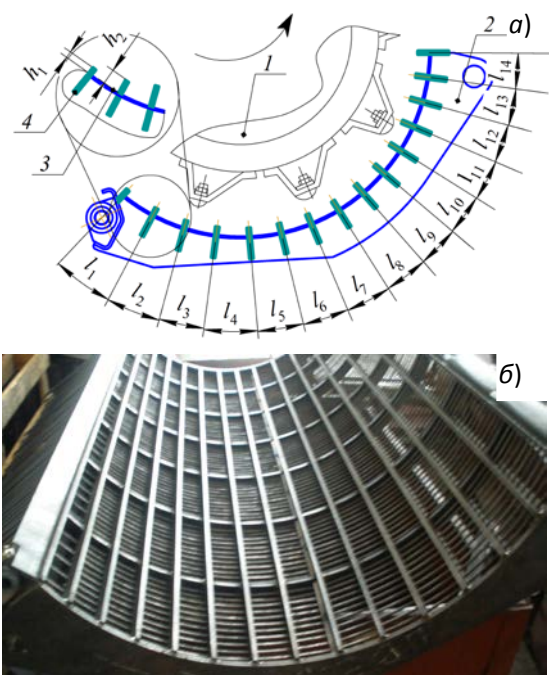 а)
h₁
h₂
1
2
3
4
l₁
l₂
l₃
l₄
l₅
l₆
l₇
l₈
l₉
l₁₀
l₁₁
l₁₂
l₁₃
l₁₄
б)